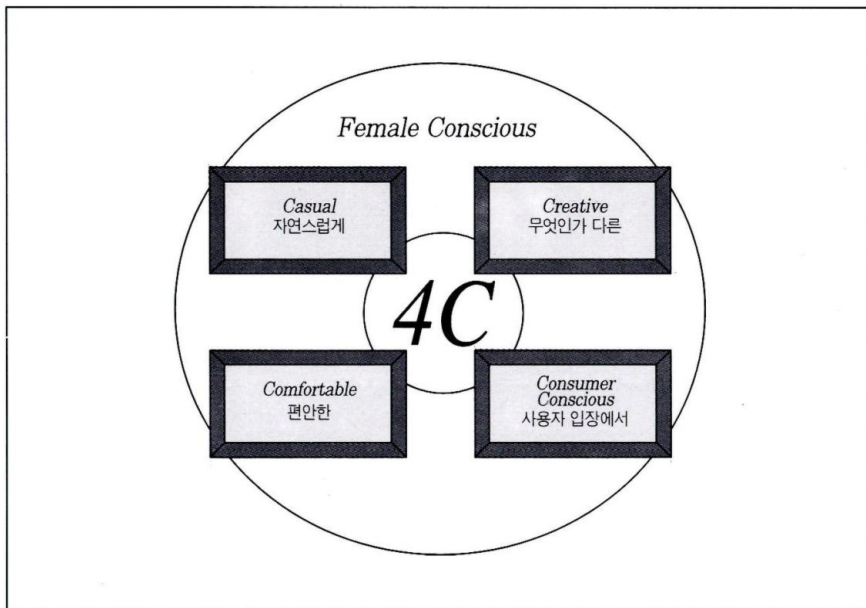 Female Conscious
Casual
자연스럽게
Creative
무엇인가 다른
4C
Comfortable
편안한
Consumer
Conscious
사용자 입장에서